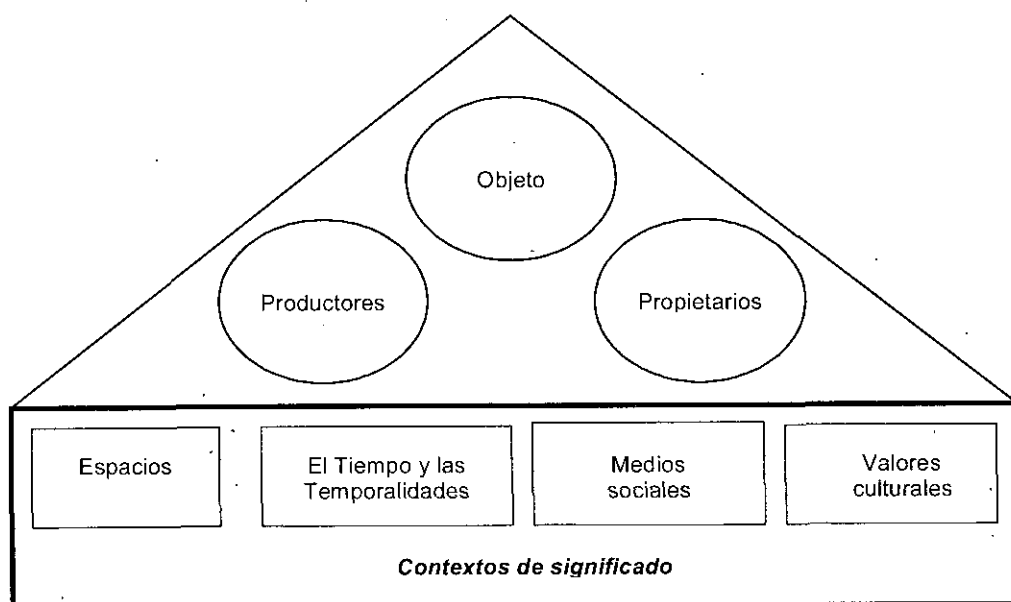 Objeto
Productores
Propietarios
Espacios
El Tiempo y las
Temporalidades
Medios
sociales
Valores
culturales
Contextos de significado